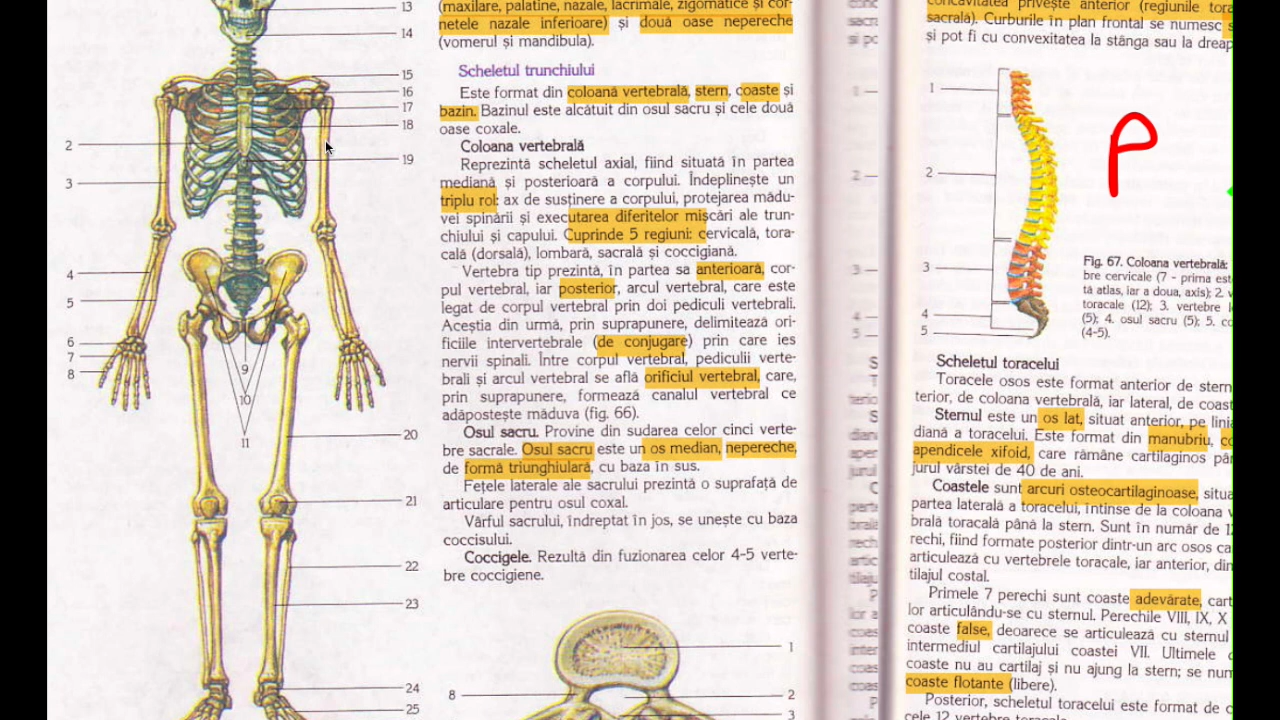 13
14
15
16
17
18
19
2
3
4
5
6
7
8
9
10
11
20
21
22
23
24
25
(maxilare, palatine, nazale, lacrimale, zigomatice și cor-
netele nazale inferioare) și două oase nepereche
(vomerul și mandibula).
Scheletul trunchiului
Este format din coloana vertebrală, stern, coaste și
bazin. Bazinul este alcătuit din osul sacru și cele două
oase coxale.
Coloana vertebrală
Reprezintă scheletul axial, fiind situată în partea
mediană și posterioară a corpului. Îndeplinește un
triplu rol: ax de susținere a corpului, protejarea mădu-
vei spinării și executarea diferitelor mișcări ale trun-
chiului și capului. Cuprinde 5 regiuni: cervicală, tora-
cală (dorsală), lombară, sacrală și coccigiană.
Vertebra tip prezintă, în partea sa anterioară, cor-
pul vertebral, iar posterior, arcul vertebral, care este
legat de corpul vertebral prin doi pediculi vertebrali.
Aceștia din urmă, prin suprapunere, delimitează ori-
ficiile intervertebrale (de conjugare) prin care ies
nervii spinali. Între corpul vertebral, pediculii verte-
brali și arcul vertebral se află orificiul vertebral, care,
prin suprapunere, formează canalul vertebral ce
adăpostește măduva (fig. 66).
Osul sacru. Provine din sudarea celor cinci verte-
bre sacrale. Osul sacru este un os median, nepereche,
de formă triunghiulară, cu baza în sus.
Fețele laterale ale sacrului prezintă o suprafață de
articulare pentru osul coxal.
Vârful sacrului, îndreptat în jos, se unește cu baza
coccisului.
Coccigele. Rezultă din fuzionarea celor 4-5 verte-
bre coccigiene.
1
8
2
3
concavitatea privește anterior (regiunile tora
sacrală). Curburile în plan frontal se numesc s
și pot fi cu convexitatea la stânga sau la dreap
1
2
3
4
5
P
Fig. 67. Coloana vertebrală:
bre cervicale (7 - prima est
tă atlas, iar a doua, axis); 2. v
toracale (12); 3. vertebre l
(5); 4. osul sacru (5); 5. co
(4-5).
Scheletul toracelui
Toracele osos este format anterior de stern
terior, de coloana vertebrală, iar lateral, de coast
Sternul este un os lat, situat anterior, pe lini
diană a toracelui. Este format din manubriu, co
apendicele xifoid, care rămâne cartilaginos pâ
jurul vârstei de 40 de ani.
Coastele sunt arcuri osteocartilaginoase, situa
partea laterală a toracelui, întinse de la coloana v
brală toracală până la stern. Sunt în număr de 1
rechi, fiind formate posterior dintr-un arc osos ca
articulează cu vertebrele toracale, iar anterior, din
tilajul costal.
Primele 7 perechi sunt coaste adevărate, cart
lor articulându-se cu sternul. Perechile VIII, IX, X
coaste false, deoarece se articulează cu sternul
intermediul cartilajului coastei VII. Ultimele
coaste nu au cartilaj și nu ajung la stern; se num
coaste flotante (libere).
Posterior, scheletul toracelui este format de c
cele 12 vertebre toracale